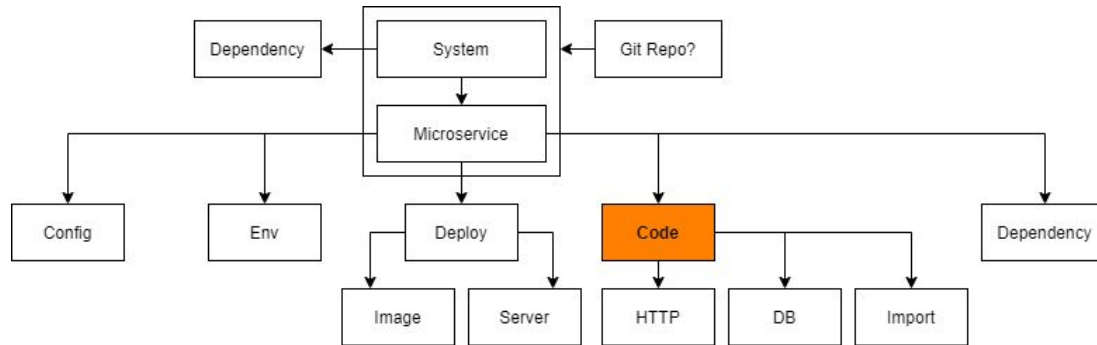 Dependency
System
Git Repo?
Microservice
Config
Env
Deploy
Code
Dependency
Image
Server
HTTP
DB
Import